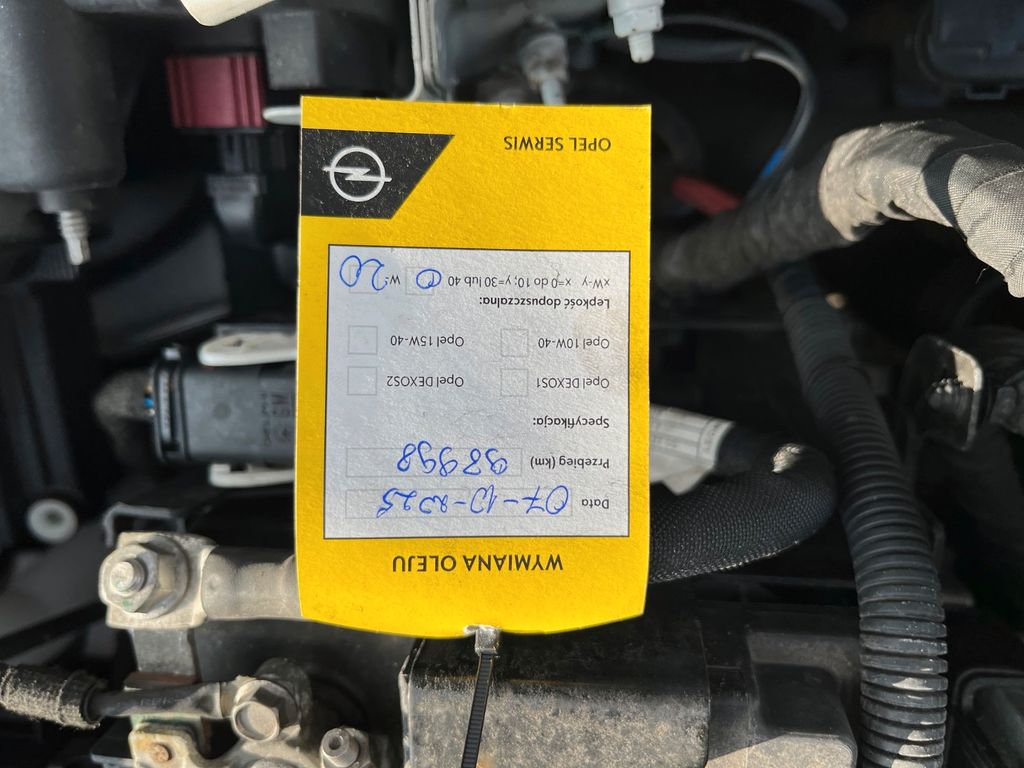 WYMIANA OLEJU
Data 07-10-2025
Przebieg (km) 98998
Specyfikacja:
Opel DEXOS1 Opel DEXOS2
Opel 10W-40 Opel 15W-40
Lepkość dopuszczalna:
xW-y x=0 do 10; y=30 lub 40 0 W- 20
OPEL SERWIS